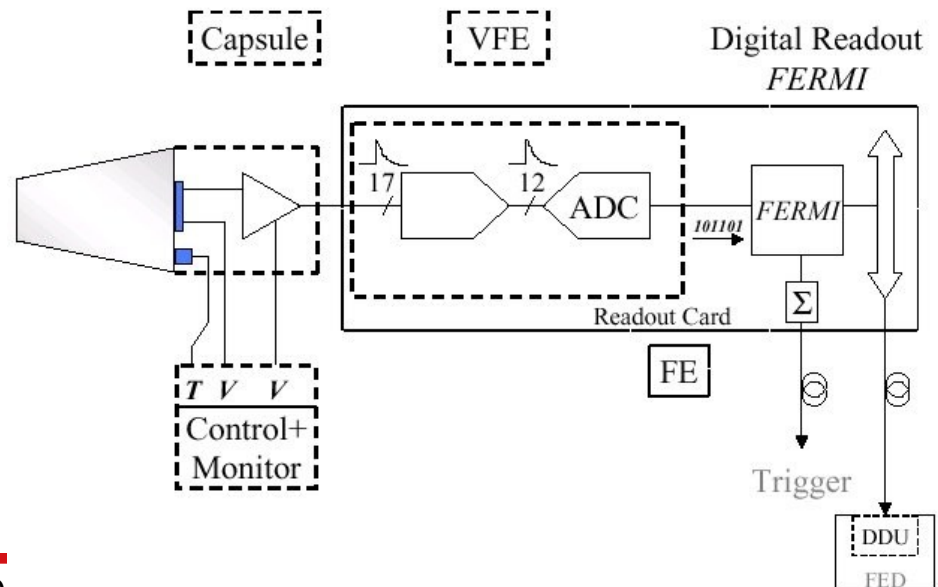 Capsule
VFE
Digital Readout
FERMI
17
12
ADC
101101
FERMI
Σ
Readout Card
FE
T V V
Control+
Monitor
Trigger
DDU
FED